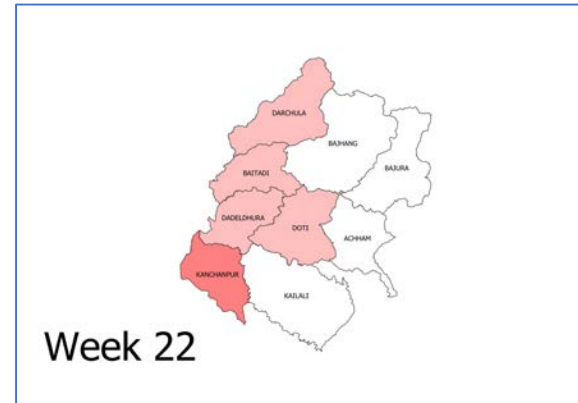 DARCHULA
BAJHANG
BAJURA
BAITADI
DADELDHURA
DOTI
ACHHAM
KANCHANPUR
KAILALI
Week 22